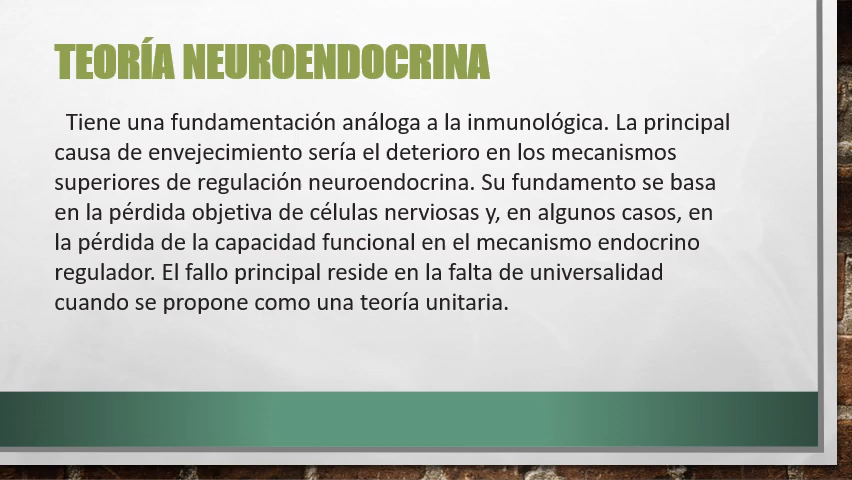 TEORÍA NEUROENDOCRINA
Tiene una fundamentación análoga a la inmunológica. La principal
causa de envejecimiento sería el deterioro en los mecanismos
superiores de regulación neuroendocrina. Su fundamento se basa
en la pérdida objetiva de células nerviosas y, en algunos casos, en
la pérdida de la capacidad funcional en el mecanismo endocrino
regulador. El fallo principal reside en la falta de universalidad
cuando se propone como una teoría unitaria.